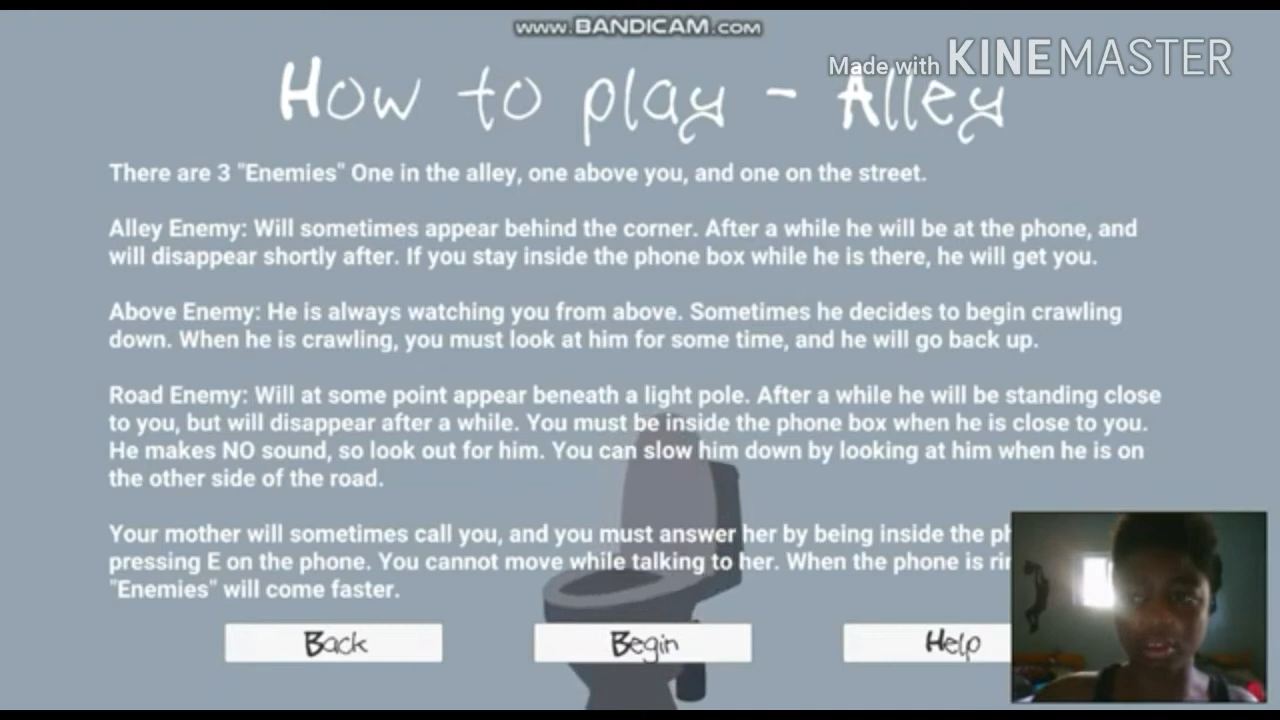 www.BANDICAM.com
Made with KINEMASTER
How to play - Alley
There are 3 "Enemies" One in the alley, one above you, and one on the street.
Alley Enemy: Will sometimes appear behind the corner. After a while he will be at the phone, and
will disappear shortly after. If you stay inside the phone box while he is there, he will get you.
Above Enemy: He is always watching you from above. Sometimes he decides to begin crawling
down. When he is crawling, you must look at him for some time, and he will go back up.
Road Enemy: Will at some point appear beneath a light pole. After a while he will be standing close
to you, but will disappear after a while. You must be inside the phone box when he is close to you.
He makes NO sound, so look out for him. You can slow him down by looking at him when he is on
the other side of the road.
Your mother will sometimes call you, and you must answer her by being inside the
pressing E on the phone. You cannot move while talking to her. When the phone is
"Enemies" will come faster.
Back
Begin
Help